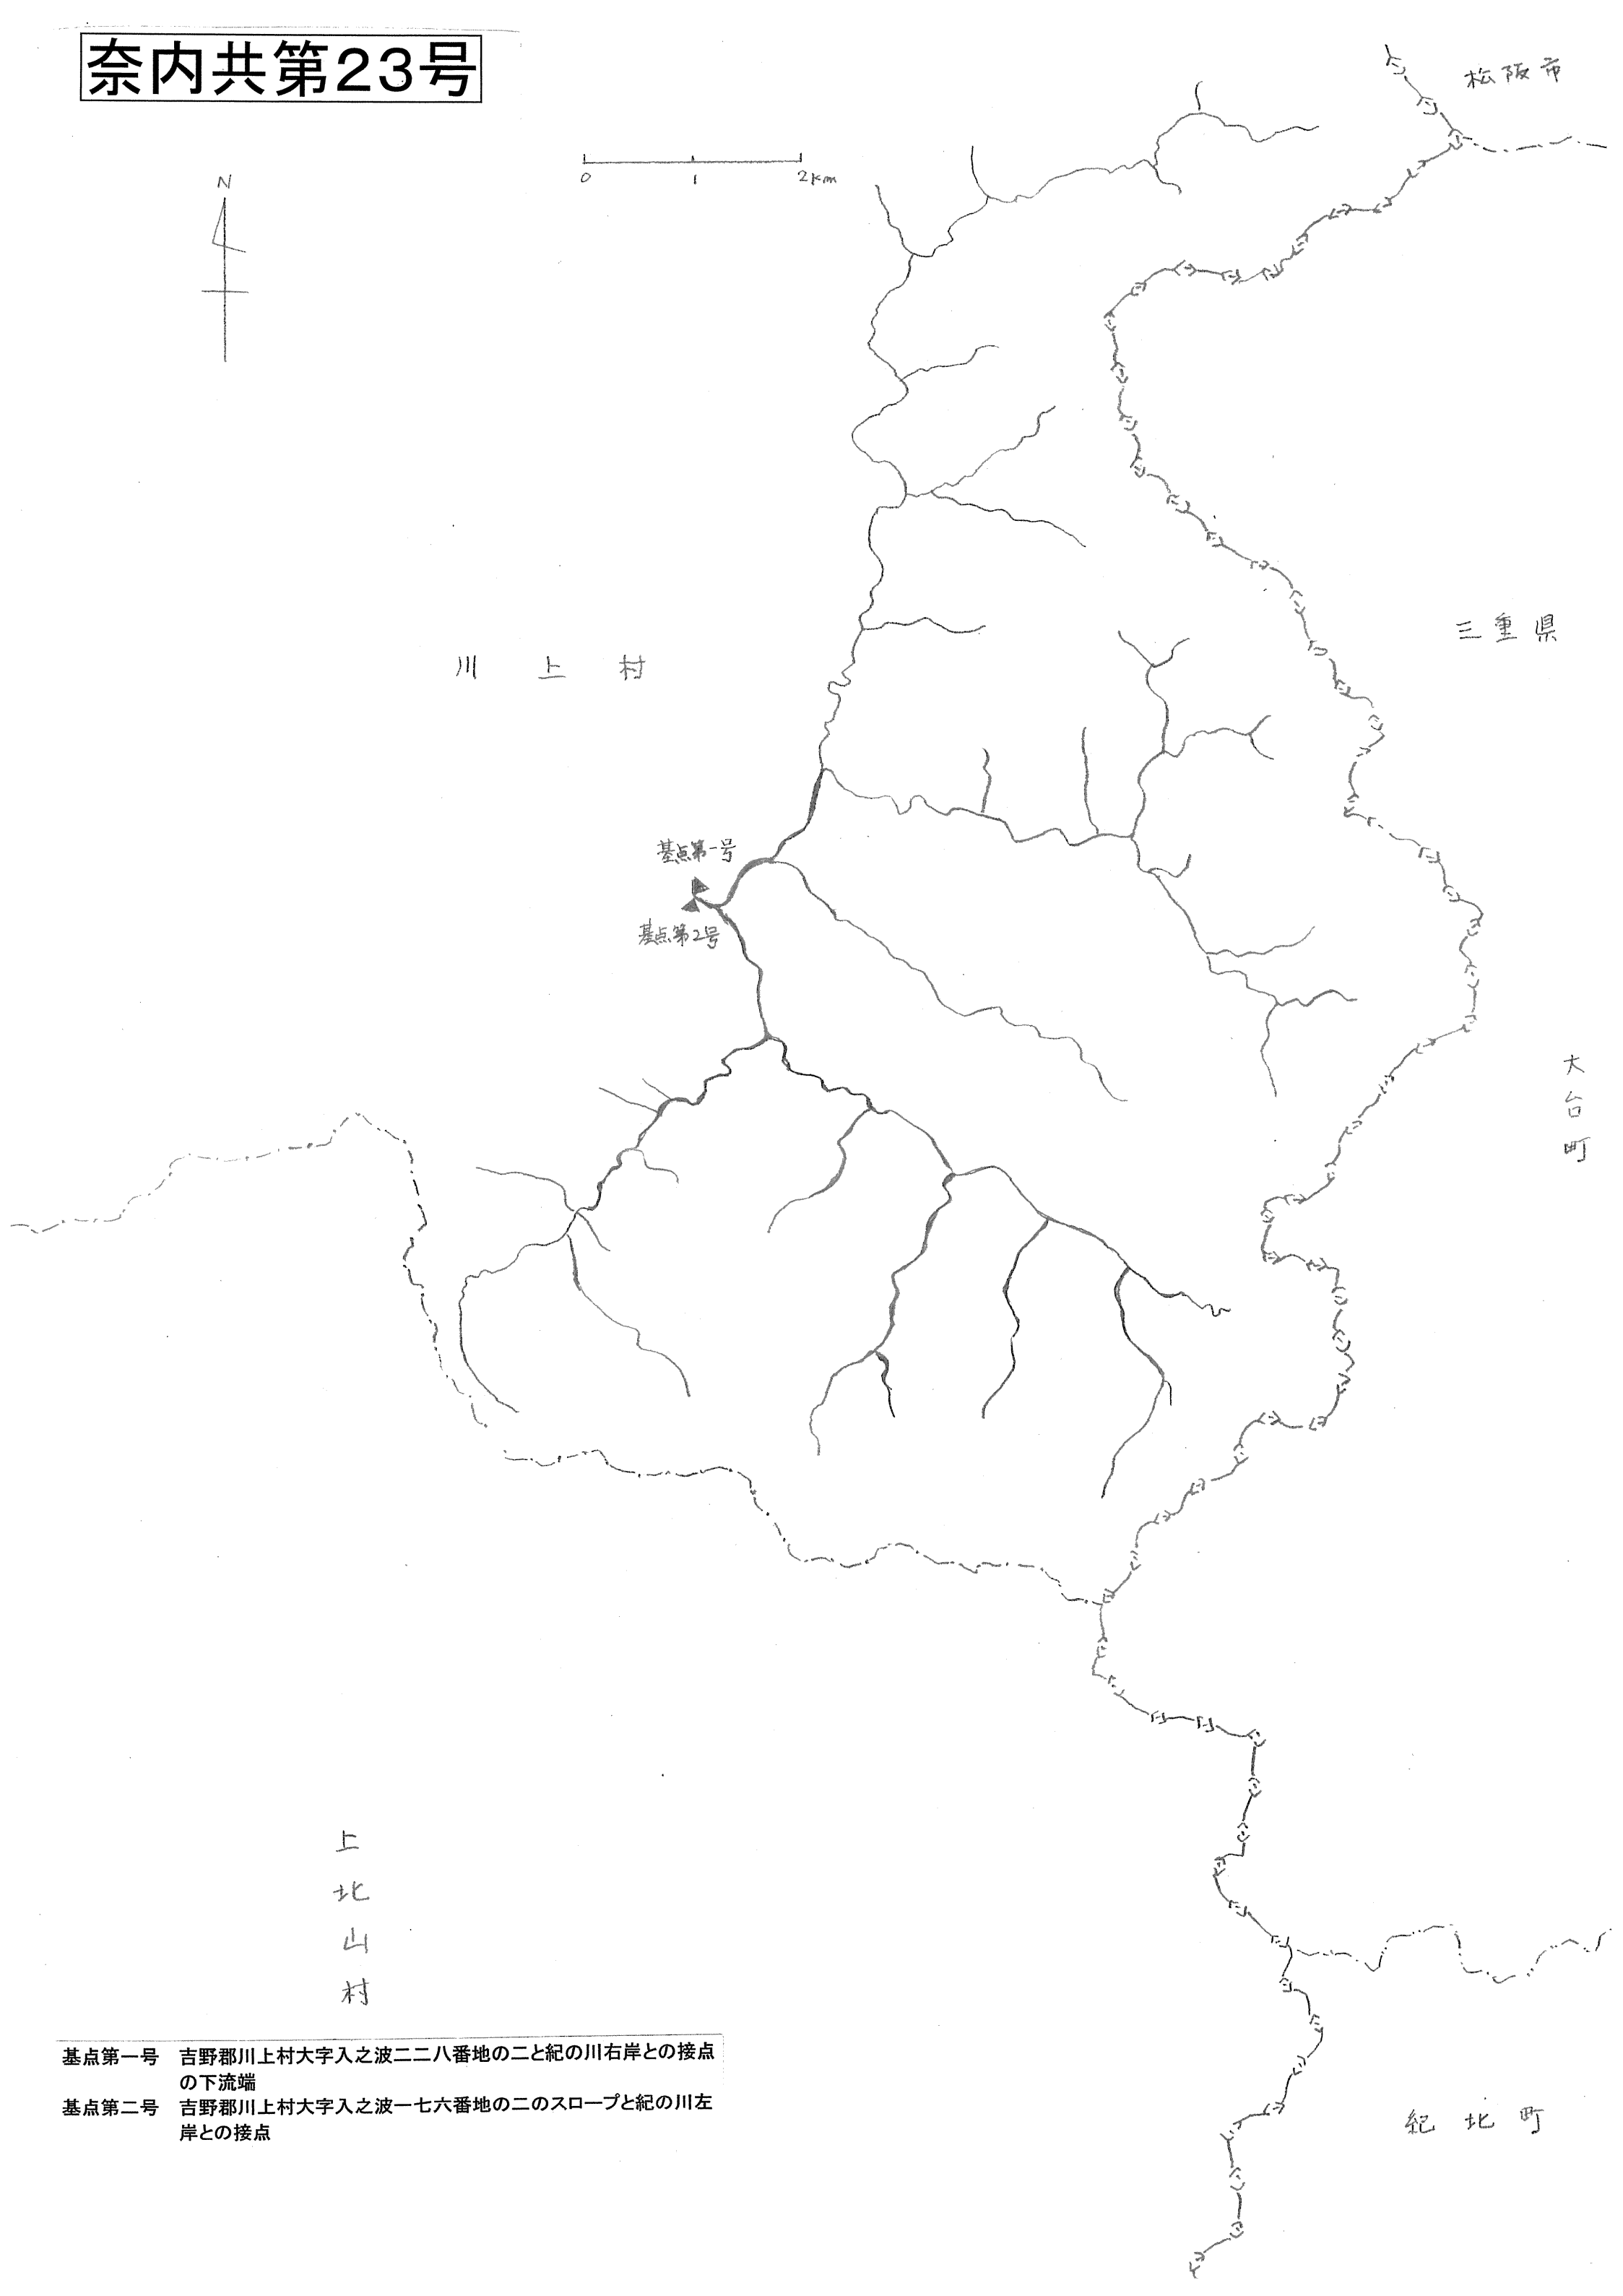 奈内共第23号
松阪市
N
0 1 2km
三重県
川上村
基点第一号
基点第2号
大台町
上北山村
基点第一号 吉野郡川上村大字入之波二二八番地の二と紀の川右岸との接点
の下流端
基点第二号 吉野郡川上村大字入之波一七六番地の二のスロープと紀の川左
岸との接点
紀北町